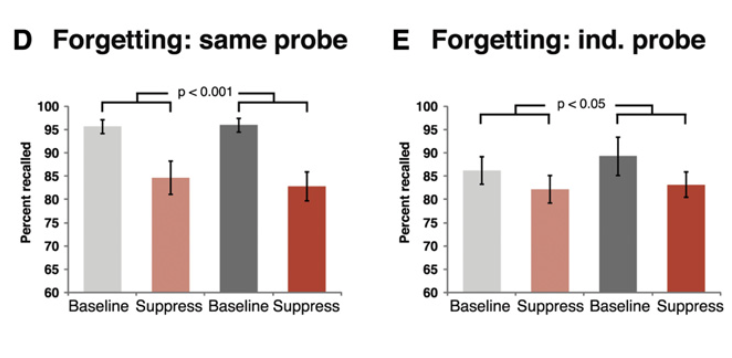 D Forgetting: same probe
p < 0.001
100
95
90
85
80
75
70
65
60
Percent recalled
Baseline Suppress Baseline Suppress
E Forgetting: ind. probe
p < 0.05
100
95
90
85
80
75
70
65
60
Percent recalled
Baseline Suppress Baseline Suppress